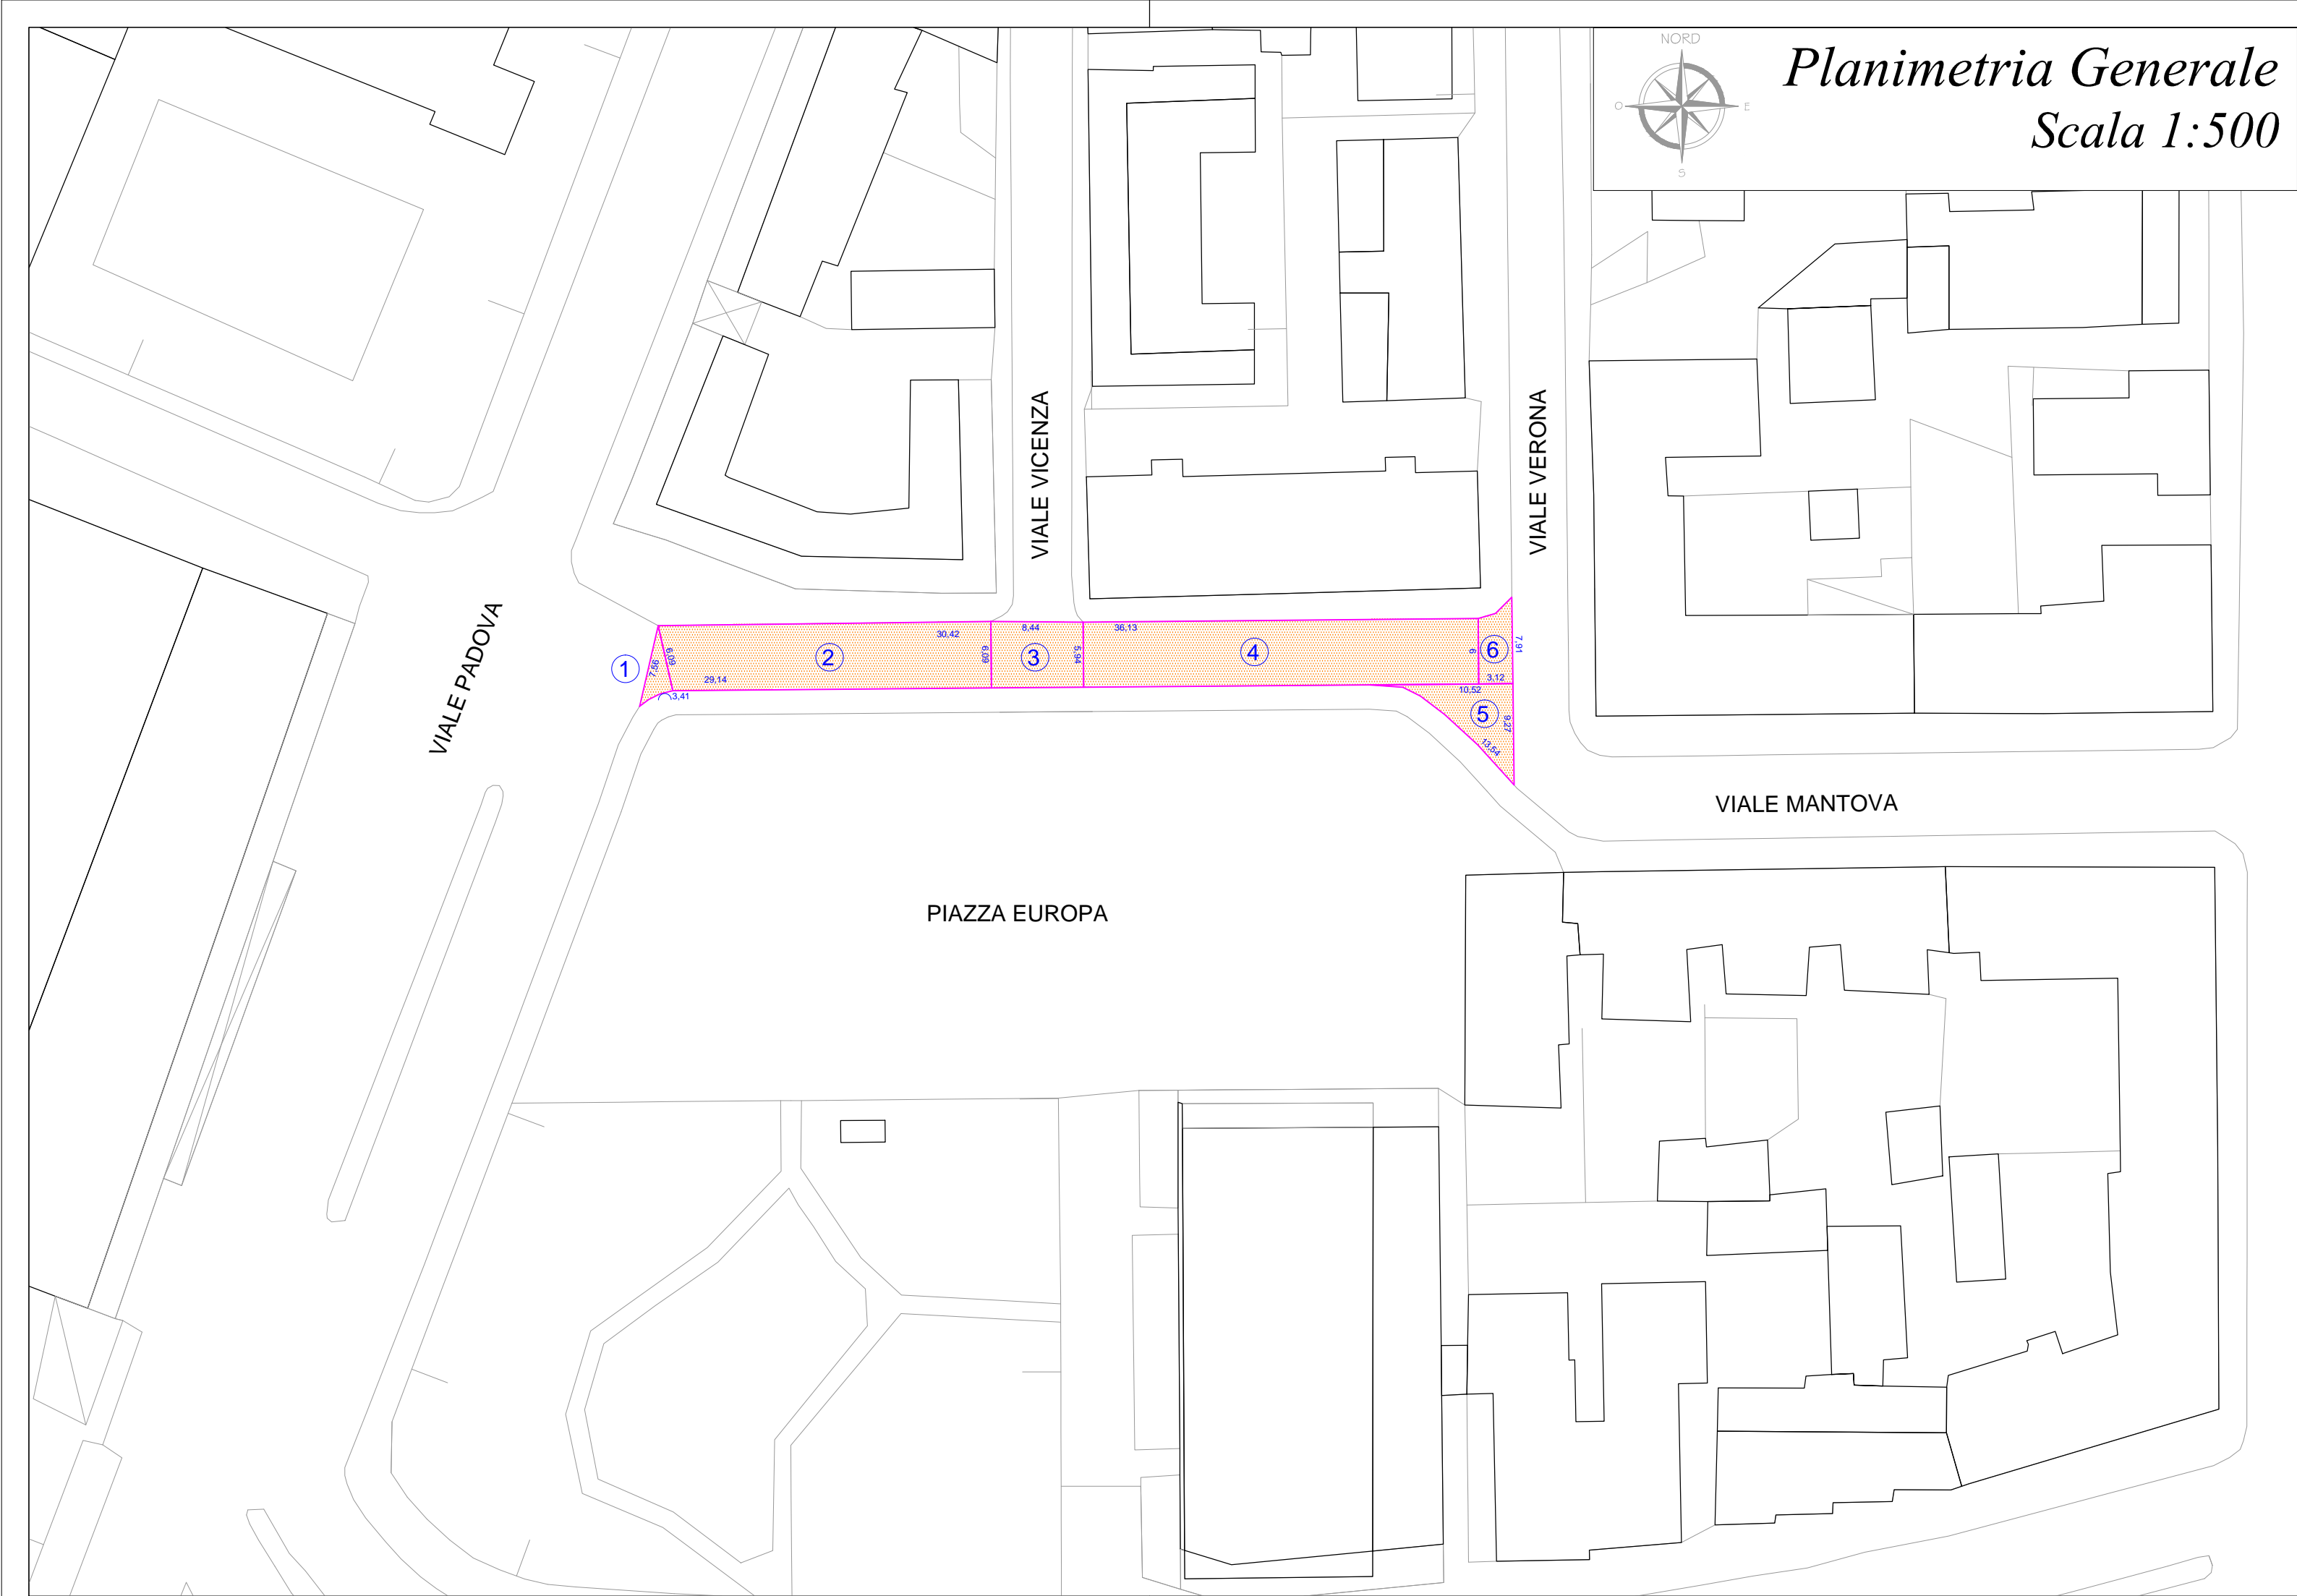 NORD
O
E
S
Planimetria Generale
Scala 1:500
VIALE VICENZA
VIALE VERONA
VIALE PADOVA
1
7,56
6,09
3,41
30,42
2
29,14
6,09
8,44
3
5,94
36,13
4
6
6
7,91
3,12
10,52
5
9,27
13,54
VIALE MANTOVA
PIAZZA EUROPA